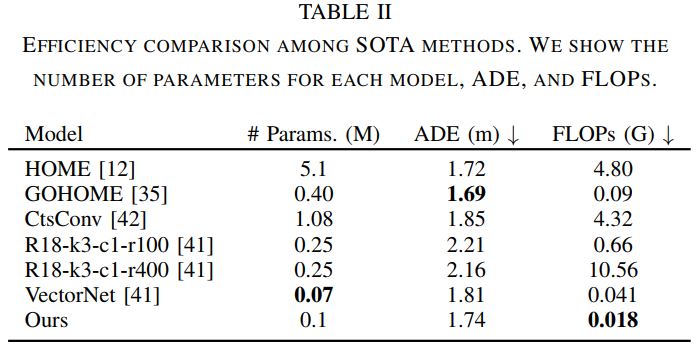 TABLE II
EFFICIENCY COMPARISON AMONG SOTA METHODS. WE SHOW THE
NUMBER OF PARAMETERS FOR EACH MODEL, ADE, AND FLOPS.
Model # Params. (M) ADE (m) ↓ FLOPs (G) ↓
HOME [12] 5.1 1.72 4.80
GOHOME [35] 0.40 1.69 0.09
CtsConv [42] 1.08 1.85 4.32
R18-k3-c1-r100 [41] 0.25 2.21 0.66
R18-k3-c1-r400 [41] 0.25 2.16 10.56
VectorNet [41] 0.07 1.81 0.041
Ours 0.1 1.74 0.018